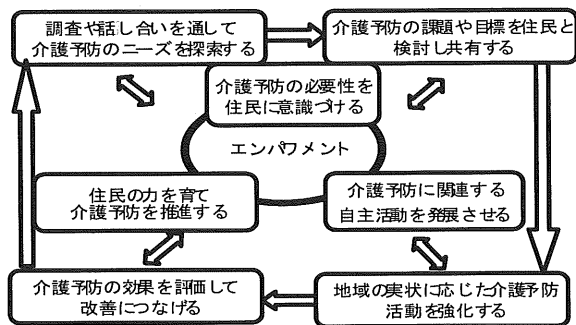 調査や話し合いを通して
介護予防のニーズを探索する
介護予防の課題や目標を住民と
検討し共有する
介護予防の必要性を
住民に意識づける
エンパワメント
住民の力を育て
介護予防を推進する
介護予防に関連する
自主活動を発展させる
介護予防の効果を評価して
改善につなげる
地域の実状に応じた介護予防
活動を強化する